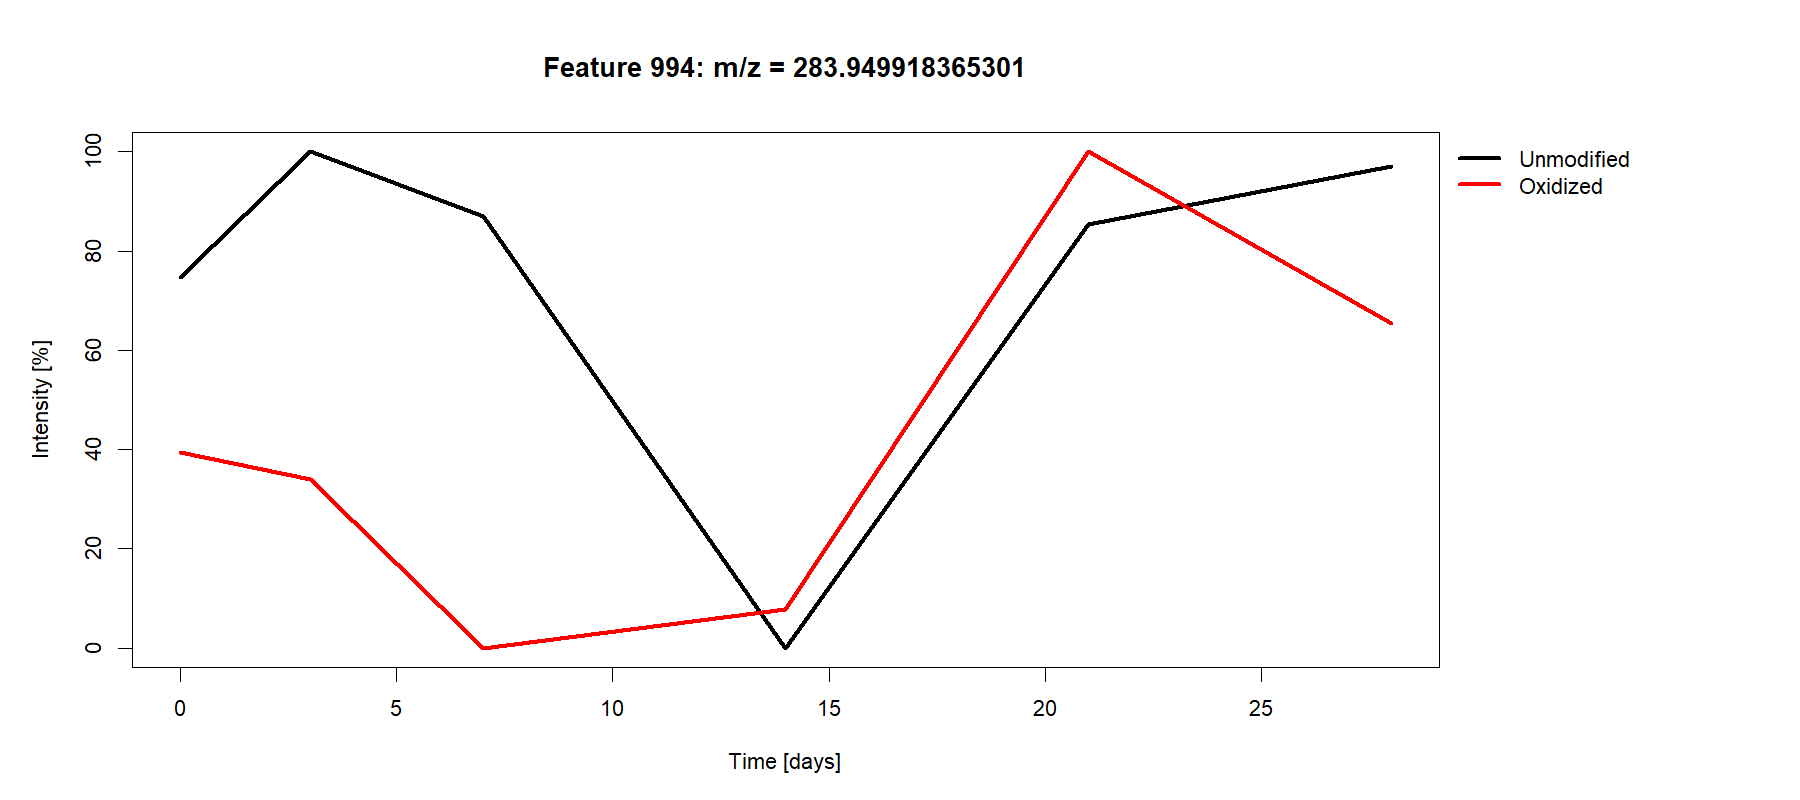 Feature 994: m/z = 283.949918365301
Unmodified
Oxidized
Intensity [%]
100
80
60
40
20
0
0 5 10 15 20 25
Time [days]